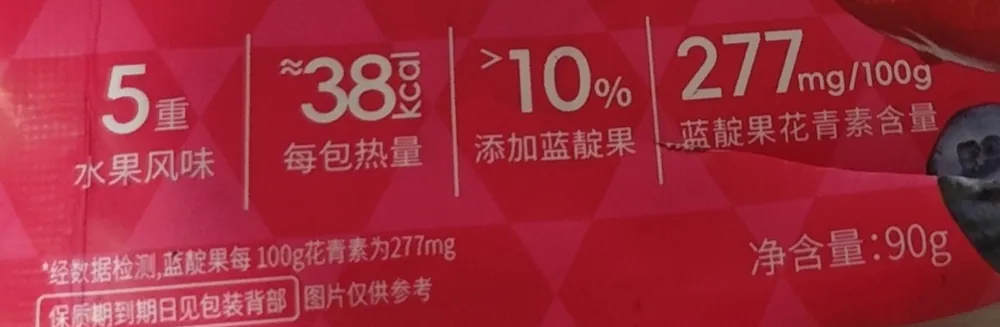 5重
水果风味
≈38kcal
每包热量
>10%
添加蓝靛果
277mg/100g
蓝靛果花青素含量
*经数据检测,蓝靛果每100g花青素为277mg
净含量:90g
保质期到期日见包装背部 图片仅供参考